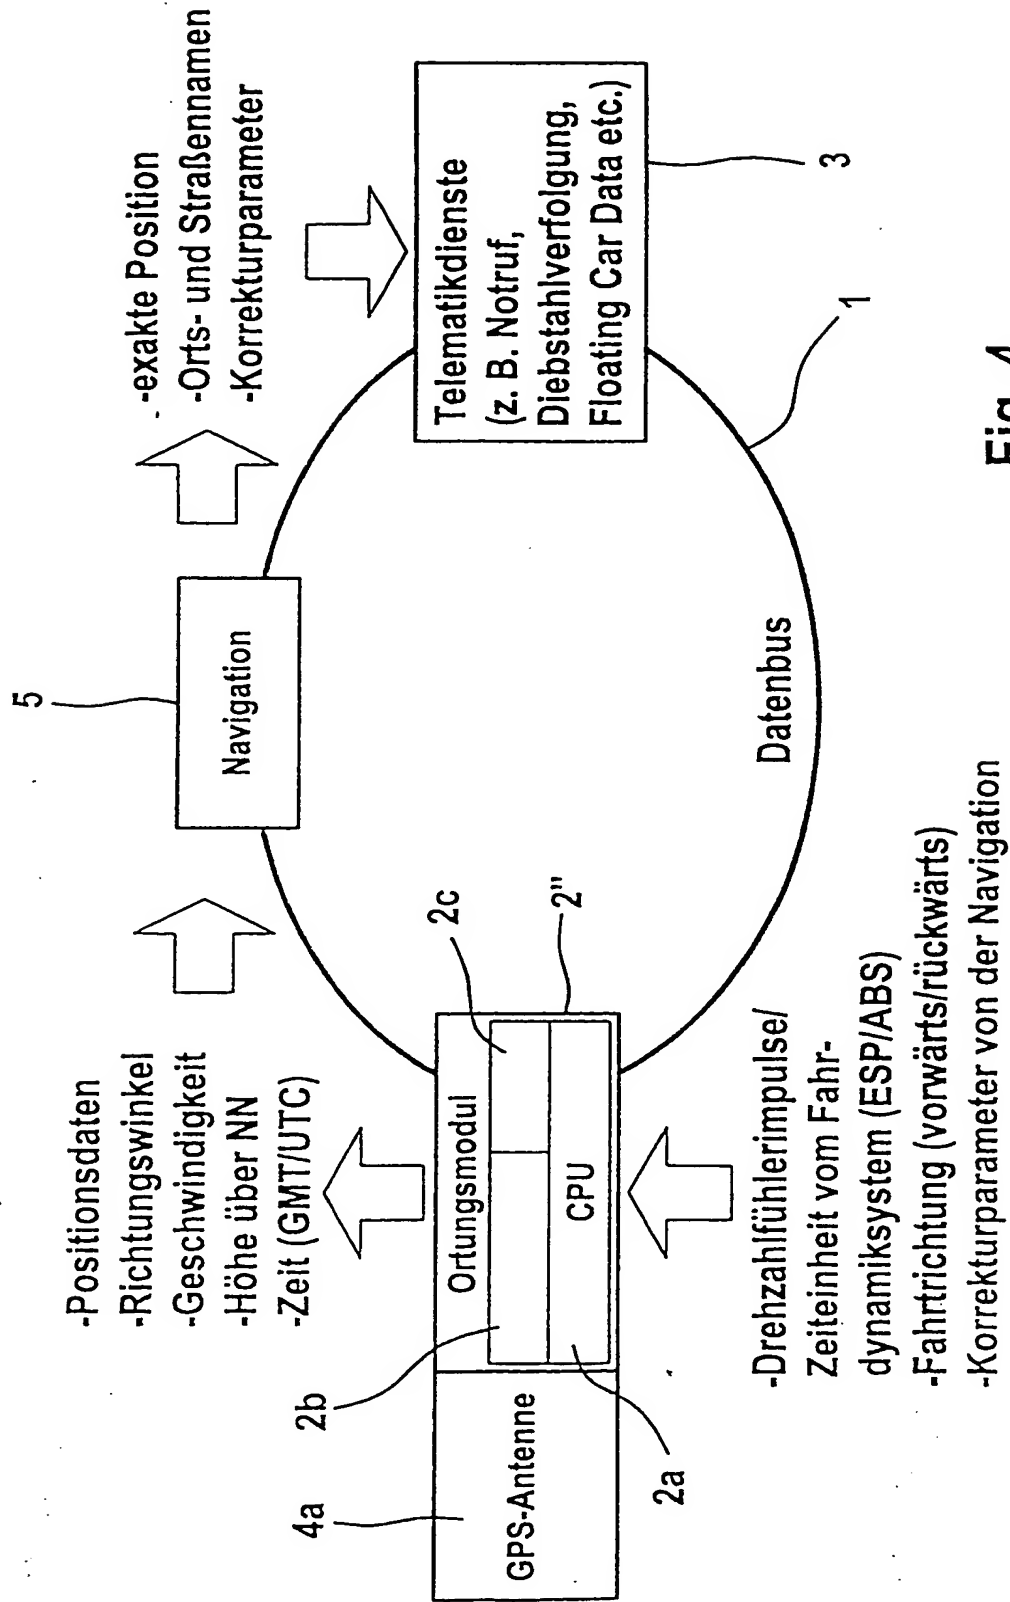 -Positionsdaten
-Richtungswinkel
-Geschwindigkeit
-Höhe über NN
-Zeit (GMT/UTC)
5
Navigation
-exakte Position
-Orts- und Straßennamen
-Korrekturparameter
4a
2b
2c
2"
GPS-Antenne
Ortungsmodul
CPU
2a
Telematikdienste
(z. B. Notruf,
Diebstahlverfolgung,
Floating Car Data etc.)
3
1
Datenbus
-Drehzahlfühlerimpulse/
Zeiteinheit vom Fahr-
dynamiksystem (ESP/ABS)
-Fahrtrichtung (vorwärts/rückwärts)
-Korrekturparameter von der Navigation
Fig. 4